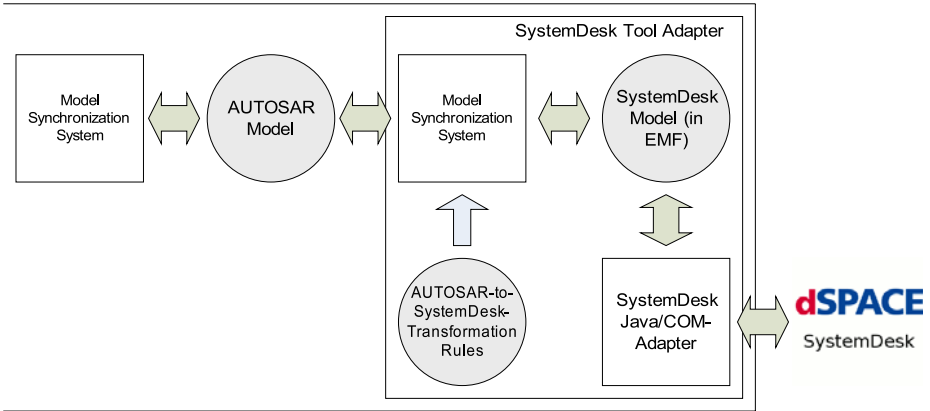 SystemDesk Tool Adapter
Model
Synchronization
System
AUTOSAR
Model
Model
Synchronization
System
SystemDesk
Model (in
EMF)
AUTOSAR-to-
SystemDesk-
Transformation
Rules
SystemDesk
Java/COM-
Adapter
dSPACE
SystemDesk